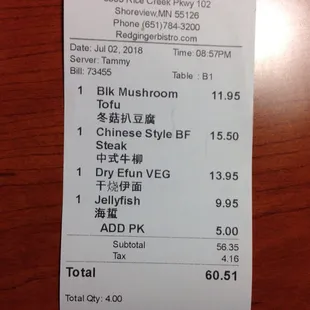 Rice Creek Pkwy 102
Shoreview,MN 55126
Phone (651)784-3200
Redgingerbistro.com
Date: Jul 02, 2018 Time: 08:57PM
Server: Tammy
Bill: 73455 Table : B1
1 Blk Mushroom 11.95
Tofu
冬菇扒豆腐
1 Chinese Style BF 15.50
Steak
中式牛柳
1 Dry Efun VEG 13.95
干烧伊面
1 Jellyfish 9.95
海蜇
ADD PK 5.00
Subtotal 56.35
Tax 4.16
Total 60.51
Total Qty: 4.00